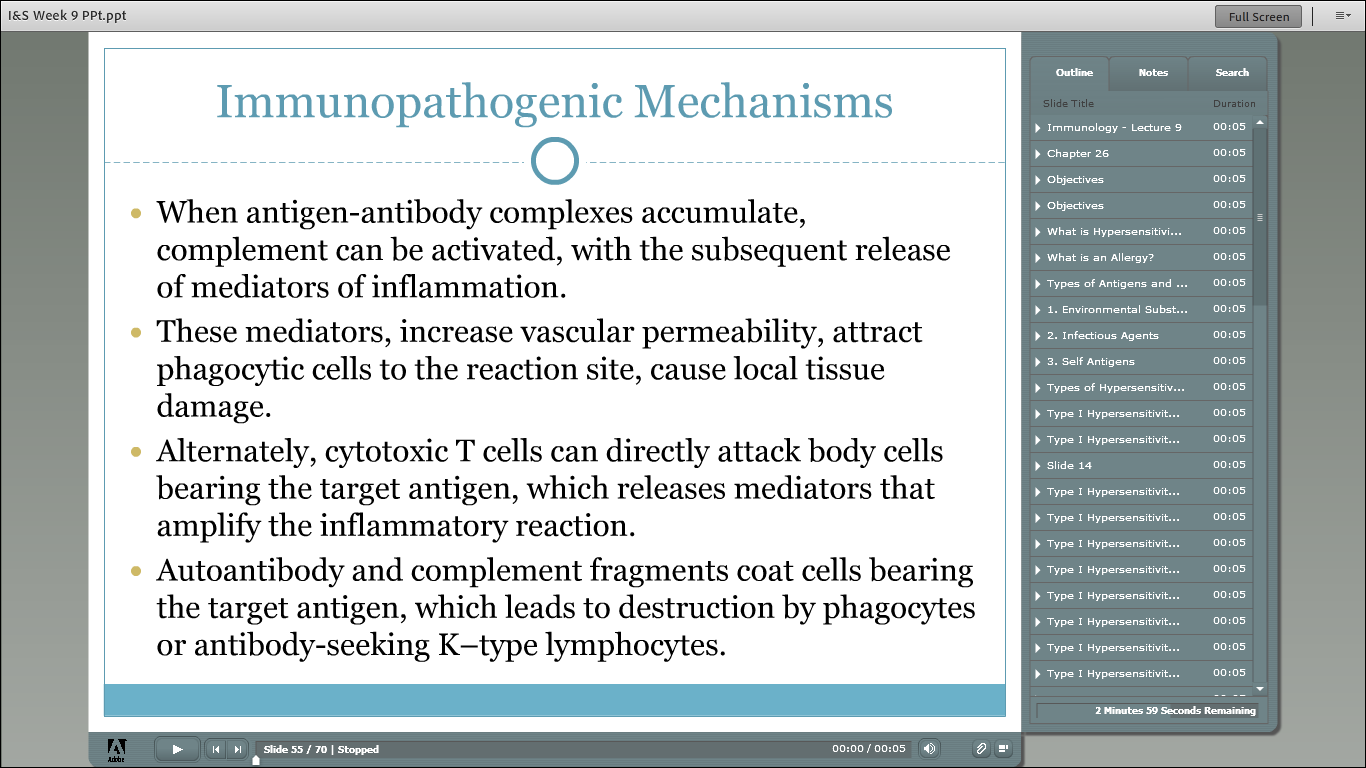 I&S Week 9 PPt.ppt
Full Screen
Immunopathogenic Mechanisms
When antigen-antibody complexes accumulate,
complement can be activated, with the subsequent release
of mediators of inflammation.
These mediators, increase vascular permeability, attract
phagocytic cells to the reaction site, cause local tissue
damage.
Alternately, cytotoxic T cells can directly attack body cells
bearing the target antigen, which releases mediators that
amplify the inflammatory reaction.
Autoantibody and complement fragments coat cells bearing
the target antigen, which leads to destruction by phagocytes
or antibody-seeking K–type lymphocytes.
Outline Notes Search
Slide Title Duration
Immunology - Lecture 9 00:05
Chapter 26 00:05
Objectives 00:05
Objectives 00:05
What is Hypersensitivi... 00:05
What is an Allergy? 00:05
Types of Antigens and ... 00:05
1. Environmental Subst... 00:05
2. Infectious Agents 00:05
3. Self Antigens 00:05
Types of Hypersensitiv... 00:05
Type I Hypersensitivit... 00:05
Type I Hypersensitivit... 00:05
Slide 14 00:05
Type I Hypersensitivit... 00:05
Type I Hypersensitivit... 00:05
Type I Hypersensitivit... 00:05
Type I Hypersensitivit... 00:05
Type I Hypersensitivit... 00:05
Type I Hypersensitivit... 00:05
Type I Hypersensitivit... 00:05
Type I Hypersensitivit... 00:05
2 Minutes 59 Seconds Remaining
Adobe
Slide 55 / 70 | Stopped
00:00 / 00:05